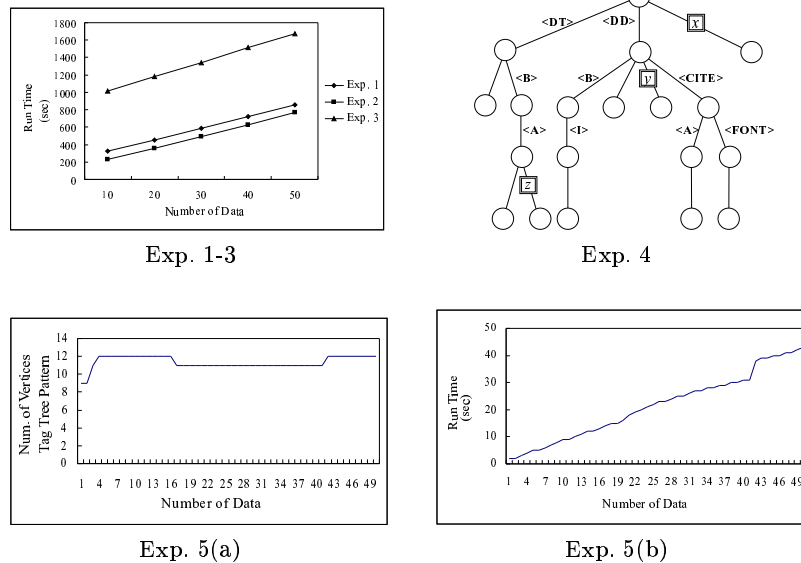 1800
1600
1400
1200
1000
800
600
400
200
0
Run Time
(sec)
10 20 30 40 50
Number of Data
Exp. 1
Exp. 2
Exp. 3
Exp. 1-3
<DT> <DD> x
<B> <B> y <CITE>
<A> <I> <A> <FONT>
z
Exp. 4
14
12
10
8
6
4
2
0
Num. of Vertices
Tag Tree Pattern
1 4 7 10 13 16 19 22 25 28 31 34 37 40 43 46 49
Number of Data
Exp. 5(a)
50
40
30
20
10
0
Run Time
(sec)
1 4 7 10 13 16 19 22 25 28 31 34 37 40 43 46 49
Number of Data
Exp. 5(b)